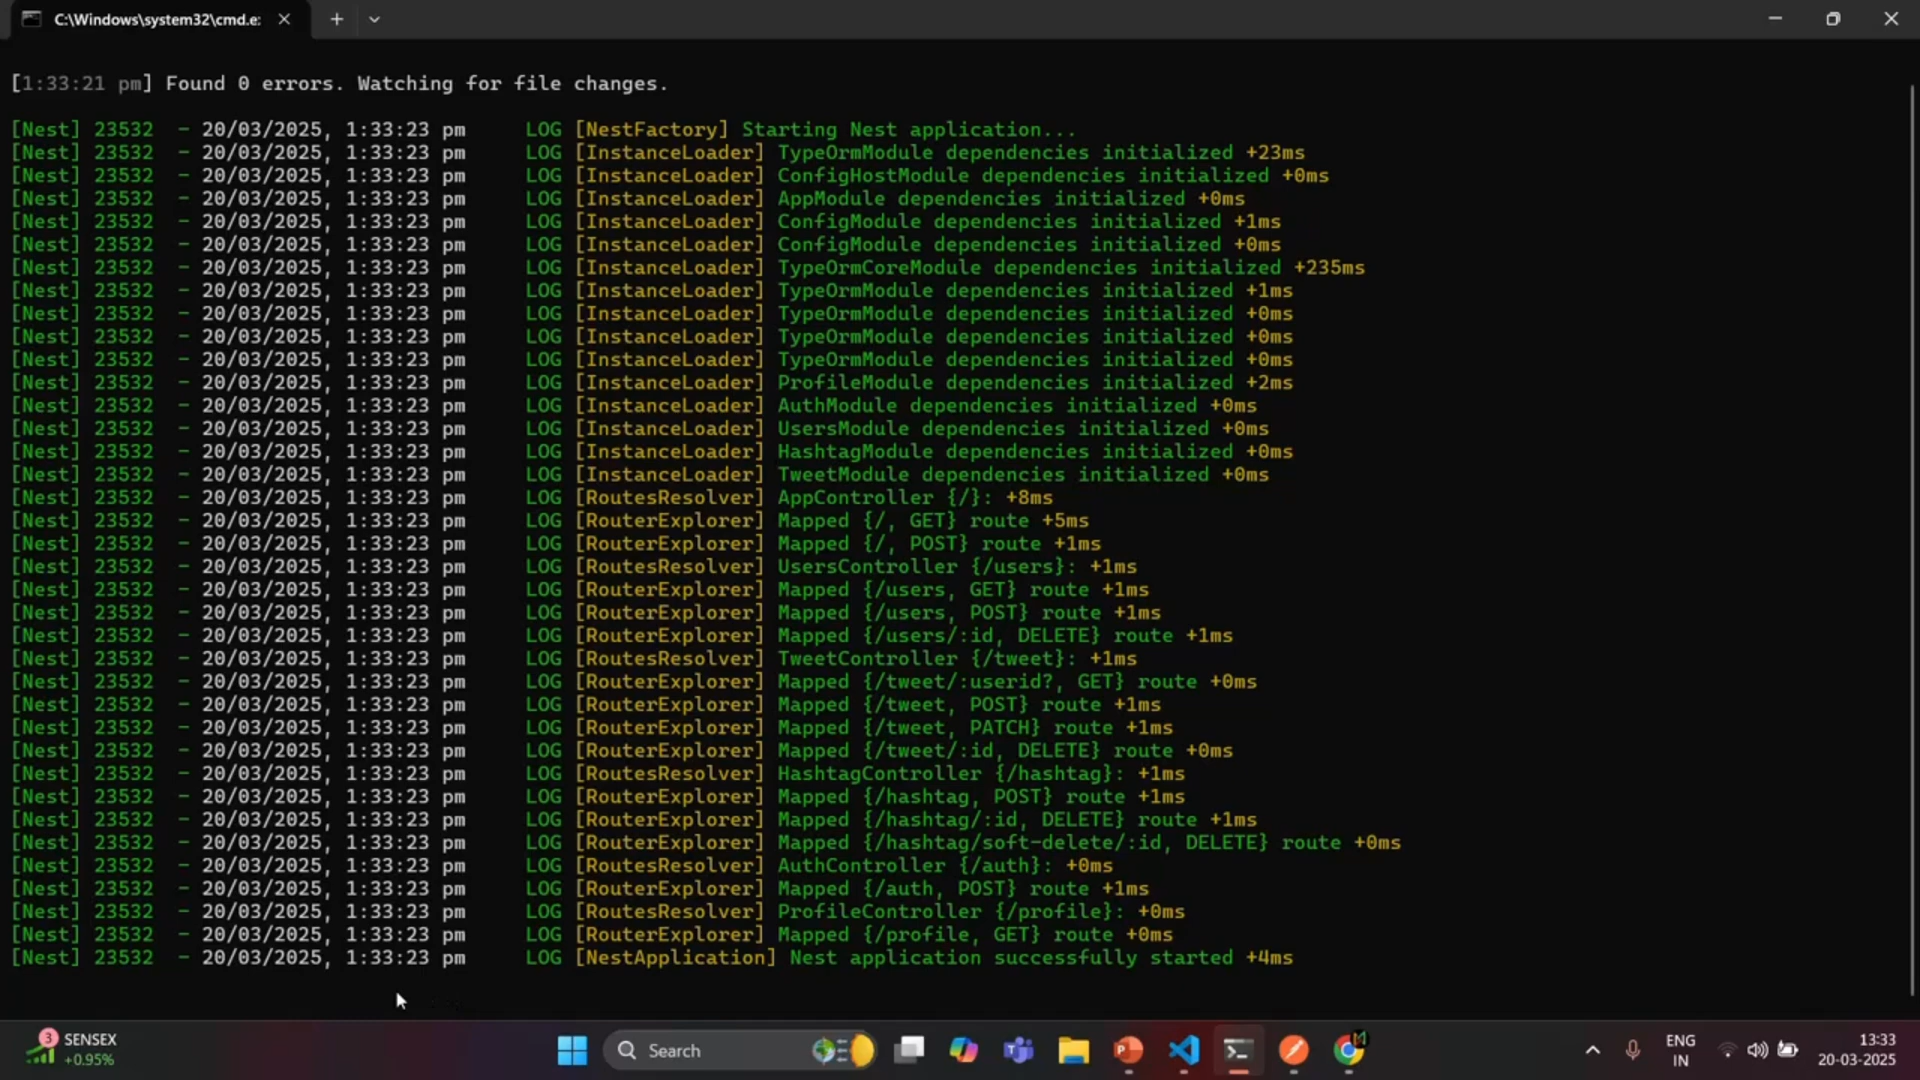 C:\Windows\system32\cmd.e:
[1:33:21 pm] Found 0 errors. Watching for file changes.
[Nest] 23532  - 20/03/2025, 1:33:23 pm     LOG [NestFactory] Starting Nest application...
[Nest] 23532  - 20/03/2025, 1:33:23 pm     LOG [InstanceLoader] TypeOrmModule dependencies initialized +23ms
[Nest] 23532  - 20/03/2025, 1:33:23 pm     LOG [InstanceLoader] ConfigHostModule dependencies initialized +0ms
[Nest] 23532  - 20/03/2025, 1:33:23 pm     LOG [InstanceLoader] AppModule dependencies initialized +0ms
[Nest] 23532  - 20/03/2025, 1:33:23 pm     LOG [InstanceLoader] ConfigModule dependencies initialized +1ms
[Nest] 23532  - 20/03/2025, 1:33:23 pm     LOG [InstanceLoader] ConfigModule dependencies initialized +0ms
[Nest] 23532  - 20/03/2025, 1:33:23 pm     LOG [InstanceLoader] TypeOrmCoreModule dependencies initialized +235ms
[Nest] 23532  - 20/03/2025, 1:33:23 pm     LOG [InstanceLoader] TypeOrmModule dependencies initialized +1ms
[Nest] 23532  - 20/03/2025, 1:33:23 pm     LOG [InstanceLoader] TypeOrmModule dependencies initialized +0ms
[Nest] 23532  - 20/03/2025, 1:33:23 pm     LOG [InstanceLoader] TypeOrmModule dependencies initialized +0ms
[Nest] 23532  - 20/03/2025, 1:33:23 pm     LOG [InstanceLoader] TypeOrmModule dependencies initialized +0ms
[Nest] 23532  - 20/03/2025, 1:33:23 pm     LOG [InstanceLoader] ProfileModule dependencies initialized +2ms
[Nest] 23532  - 20/03/2025, 1:33:23 pm     LOG [InstanceLoader] AuthModule dependencies initialized +0ms
[Nest] 23532  - 20/03/2025, 1:33:23 pm     LOG [InstanceLoader] UsersModule dependencies initialized +0ms
[Nest] 23532  - 20/03/2025, 1:33:23 pm     LOG [InstanceLoader] HashtagModule dependencies initialized +0ms
[Nest] 23532  - 20/03/2025, 1:33:23 pm     LOG [InstanceLoader] TweetModule dependencies initialized +0ms
[Nest] 23532  - 20/03/2025, 1:33:23 pm     LOG [RoutesResolver] AppController {/}: +8ms
[Nest] 23532  - 20/03/2025, 1:33:23 pm     LOG [RouterExplorer] Mapped {/, GET} route +5ms
[Nest] 23532  - 20/03/2025, 1:33:23 pm     LOG [RouterExplorer] Mapped {/, POST} route +1ms
[Nest] 23532  - 20/03/2025, 1:33:23 pm     LOG [RoutesResolver] UsersController {/users}: +1ms
[Nest] 23532  - 20/03/2025, 1:33:23 pm     LOG [RouterExplorer] Mapped {/users, GET} route +1ms
[Nest] 23532  - 20/03/2025, 1:33:23 pm     LOG [RouterExplorer] Mapped {/users, POST} route +1ms
[Nest] 23532  - 20/03/2025, 1:33:23 pm     LOG [RouterExplorer] Mapped {/users/:id, DELETE} route +1ms
[Nest] 23532  - 20/03/2025, 1:33:23 pm     LOG [RoutesResolver] TweetController {/tweet}: +1ms
[Nest] 23532  - 20/03/2025, 1:33:23 pm     LOG [RouterExplorer] Mapped {/tweet/:userid?, GET} route +0ms
[Nest] 23532  - 20/03/2025, 1:33:23 pm     LOG [RouterExplorer] Mapped {/tweet, POST} route +1ms
[Nest] 23532  - 20/03/2025, 1:33:23 pm     LOG [RouterExplorer] Mapped {/tweet, PATCH} route +1ms
[Nest] 23532  - 20/03/2025, 1:33:23 pm     LOG [RouterExplorer] Mapped {/tweet/:id, DELETE} route +0ms
[Nest] 23532  - 20/03/2025, 1:33:23 pm     LOG [RoutesResolver] HashtagController {/hashtag}: +1ms
[Nest] 23532  - 20/03/2025, 1:33:23 pm     LOG [RouterExplorer] Mapped {/hashtag, POST} route +1ms
[Nest] 23532  - 20/03/2025, 1:33:23 pm     LOG [RouterExplorer] Mapped {/hashtag/:id, DELETE} route +1ms
[Nest] 23532  - 20/03/2025, 1:33:23 pm     LOG [RouterExplorer] Mapped {/hashtag/soft-delete/:id, DELETE} route +0ms
[Nest] 23532  - 20/03/2025, 1:33:23 pm     LOG [RoutesResolver] AuthController {/auth}: +0ms
[Nest] 23532  - 20/03/2025, 1:33:23 pm     LOG [RouterExplorer] Mapped {/auth, POST} route +1ms
[Nest] 23532  - 20/03/2025, 1:33:23 pm     LOG [RoutesResolver] ProfileController {/profile}: +0ms
[Nest] 23532  - 20/03/2025, 1:33:23 pm     LOG [RouterExplorer] Mapped {/profile, GET} route +0ms
[Nest] 23532  - 20/03/2025, 1:33:23 pm     LOG [NestApplication] Nest application successfully started +4ms
3
SENSEX
+0.95%
Search
ENG
IN
13:33
20-03-2025